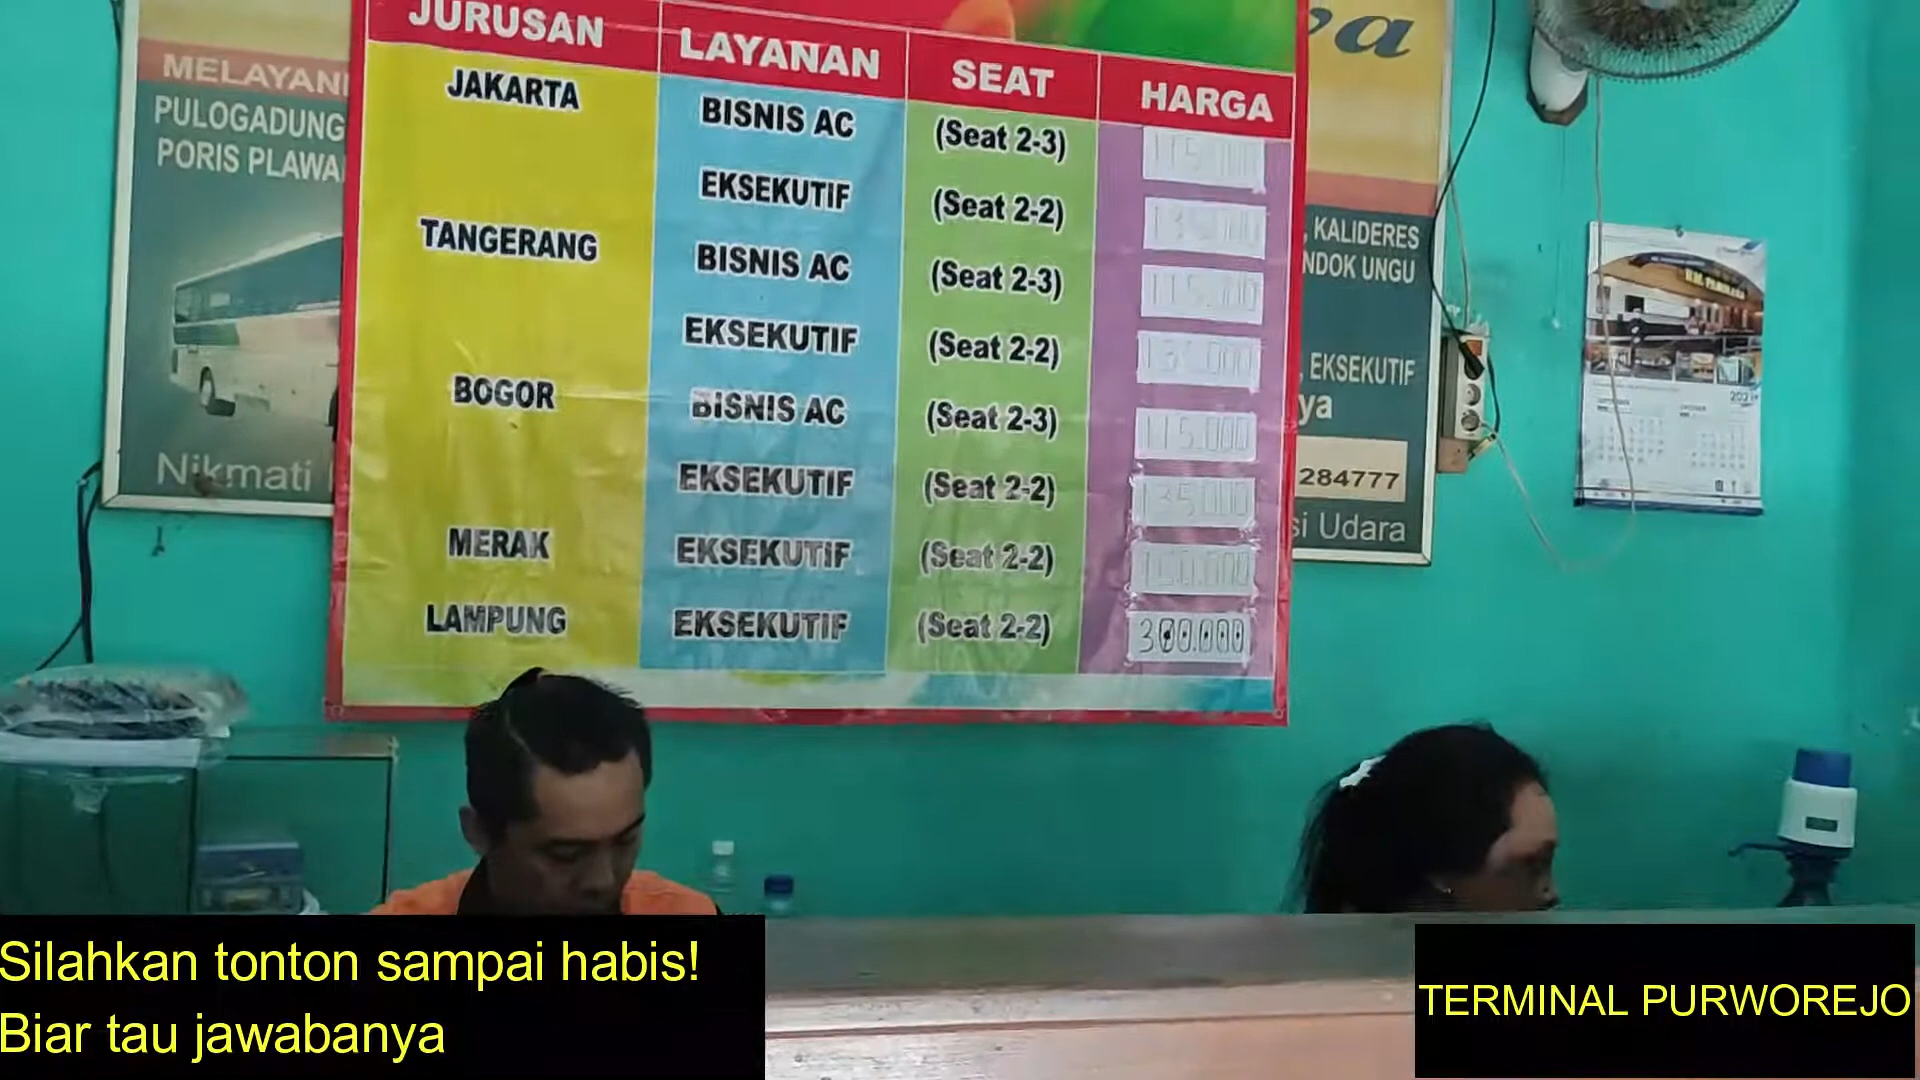 JURUSAN LAYANAN SEAT HARGA
JAKARTA BISNIS AC (Seat 2-3) 115.000
EKSEKUTIF (Seat 2-2)
TANGERANG BISNIS AC (Seat 2-3) 115.000
EKSEKUTIF (Seat 2-2)
BOGOR BISNIS AC (Seat 2-3) 115.000
EKSEKUTIF (Seat 2-2) 135.000
MERAK EKSEKUTIF (Seat 2-2)
LAMPUNG EKSEKUTIF (Seat 2-2) 300.000
MELAYANI
PULOGADUNG
PORIS PLAWA
Nikmati
, KALIDERES
NDOK UNGU
, EKSEKUTIF
ya
284777
si Udara
Silahkan tonton sampai habis!
Biar tau jawabanya
TERMINAL PURWOREJO